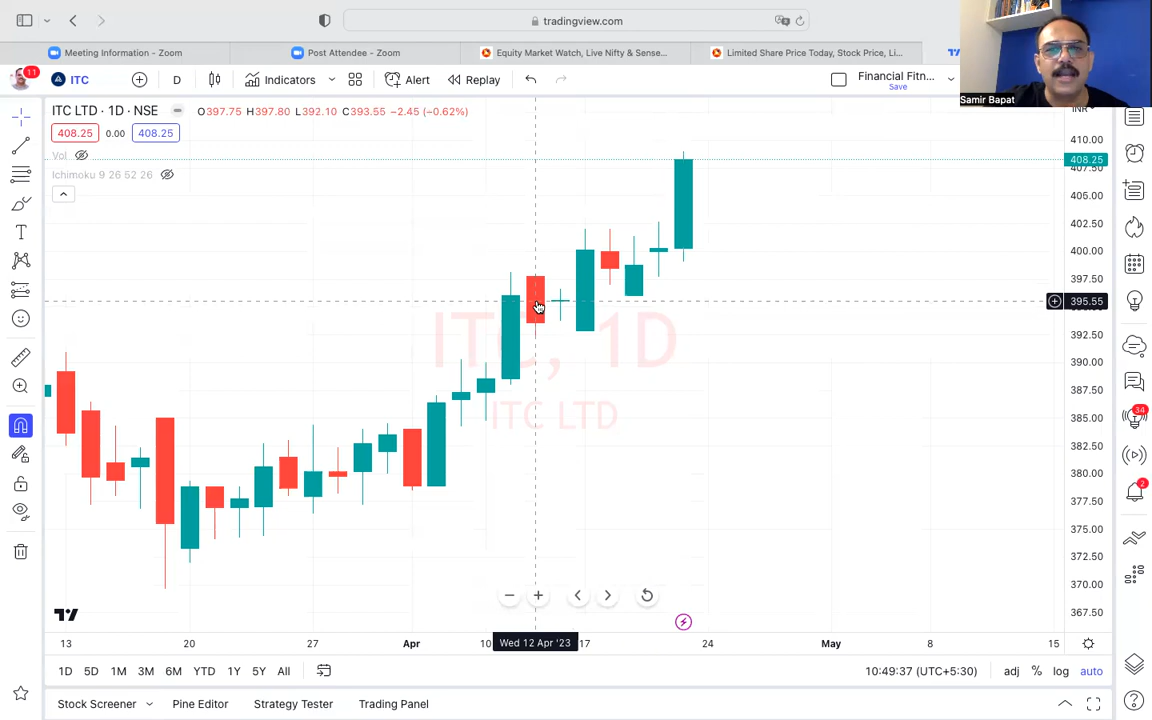 tradingview.com
Meeting Information - Zoom
Post Attendee - Zoom
Equity Market Watch, Live Nifty & Sense...
Limited Share Price Today, Stock Price, Li...
11
ITC
D
Indicators
Alert
Replay
Financial Fitn...
Save
Samir Bapat
ITC LTD · 1D · NSE
O397.75 H397.80 L392.10 C393.55 −2.45 (−0.62%)
408.25 0.00 408.25
Vol
Ichimoku 9 26 52 26
INR
410.00
408.25
407.50
405.00
402.50
400.00
397.50
395.55
392.50
390.00
387.50
385.00
382.50
380.00
377.50
375.00
372.50
370.00
367.50
ITC, 1D
ITC LTD
34
2
13 20 27 Apr 10 Wed 12 Apr '23 17 24 May 8 15
1D 5D 1M 3M 6M YTD 1Y 5Y All
10:49:37 (UTC+5:30) adj % log auto
Stock Screener Pine Editor Strategy Tester Trading Panel